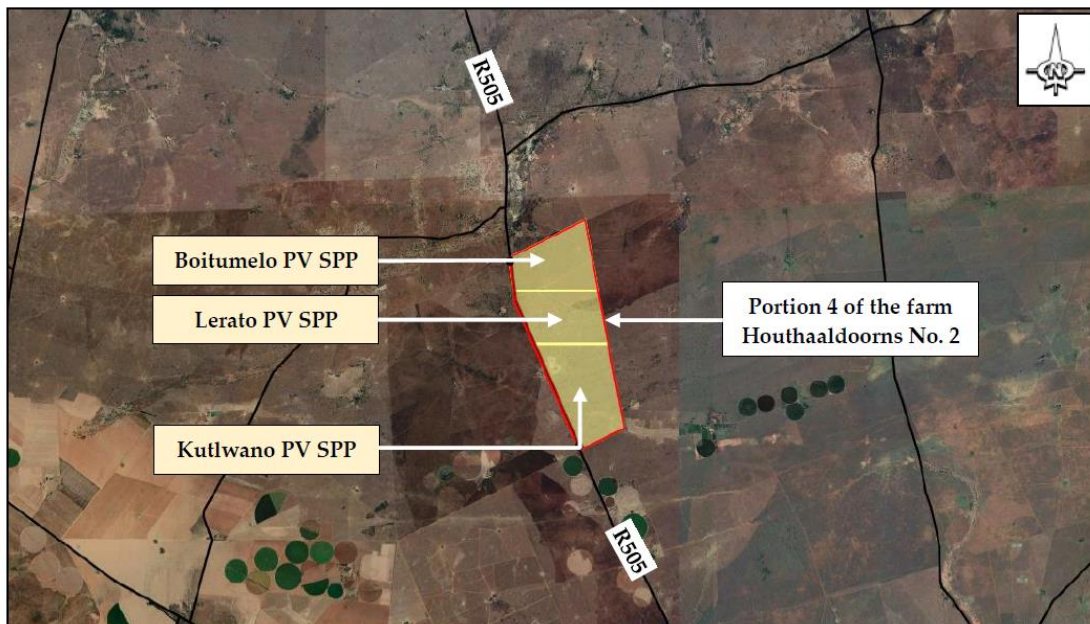 R505
N
Boitumelo PV SPP
Lerato PV SPP
Portion 4 of the farm
Houthaaldoorns No. 2
Kutlwano PV SPP
R505